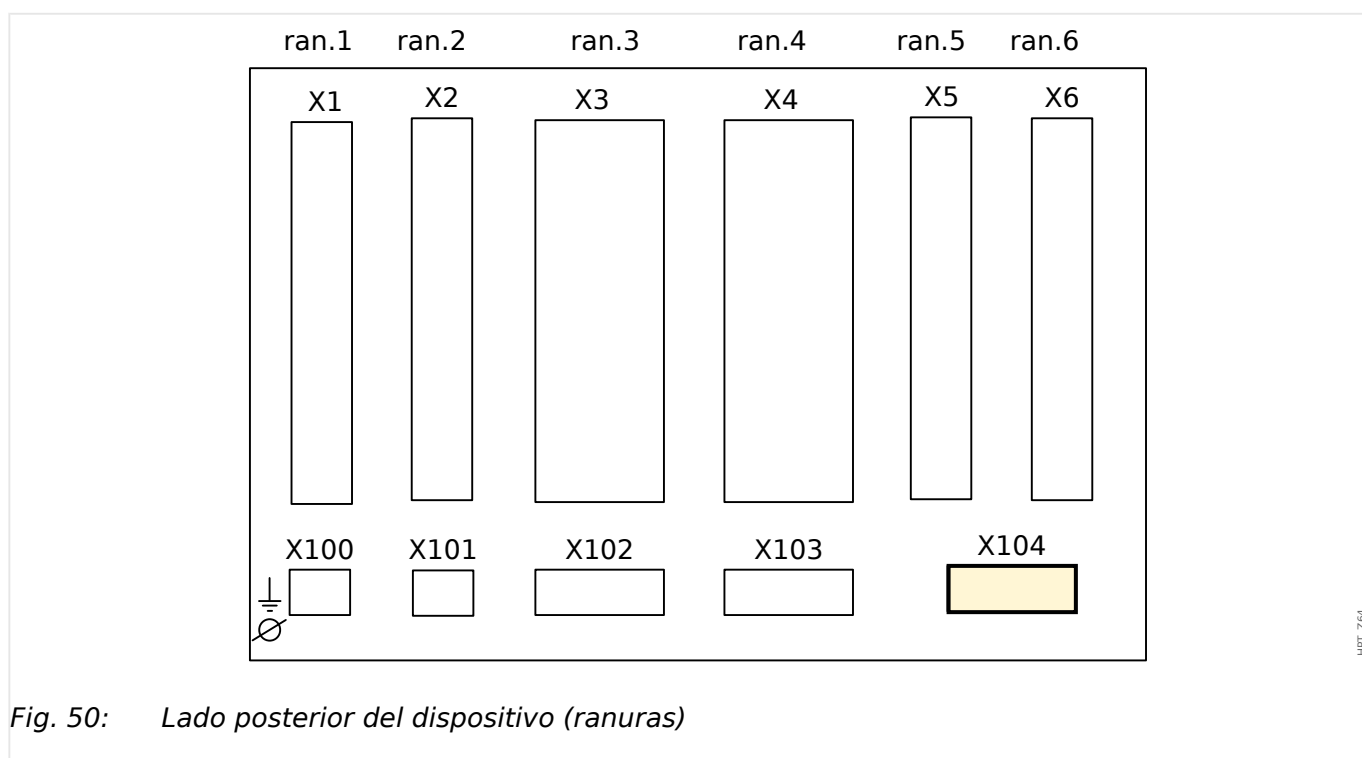 ran.1 ran.2 ran.3 ran.4 ran.5 ran.6
X1 X2 X3 X4 X5 X6
X100 X101 X102 X103 X104
HPT_Z64
Fig. 50: Lado posterior del dispositivo (ranuras)